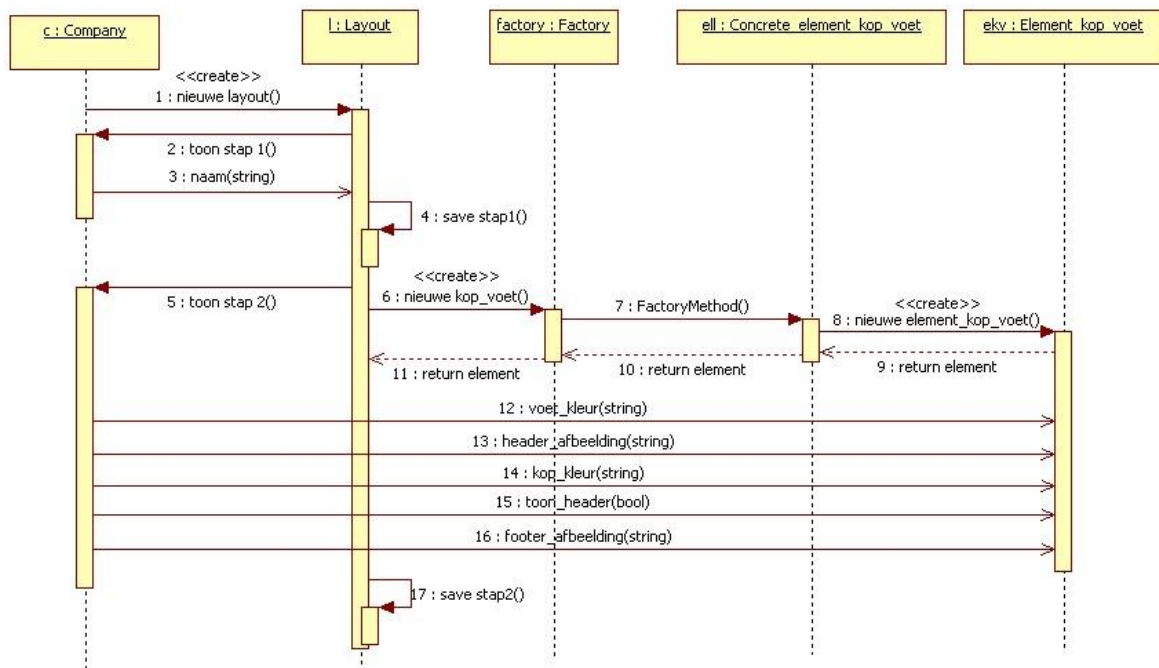 c : Company
l : Layout
factory : Factory
ell : Concrete_element_kop_voet
ekv : Element_kop_voet
<<create>>
1 : nieuwe layout()
2 : toon stap 1()
3 : naam(string)
4 : save stap1()
5 : toon stap 2()
<<create>>
6 : nieuwe kop_voet()
7 : FactoryMethod()
<<create>>
8 : nieuwe element_kop_voet()
9 : return element
10 : return element
11 : return element
12 : voet_kleur(string)
13 : header_afbeelding(string)
14 : kop_kleur(string)
15 : toon_header(bool)
16 : footer_afbeelding(string)
17 : save stap2()